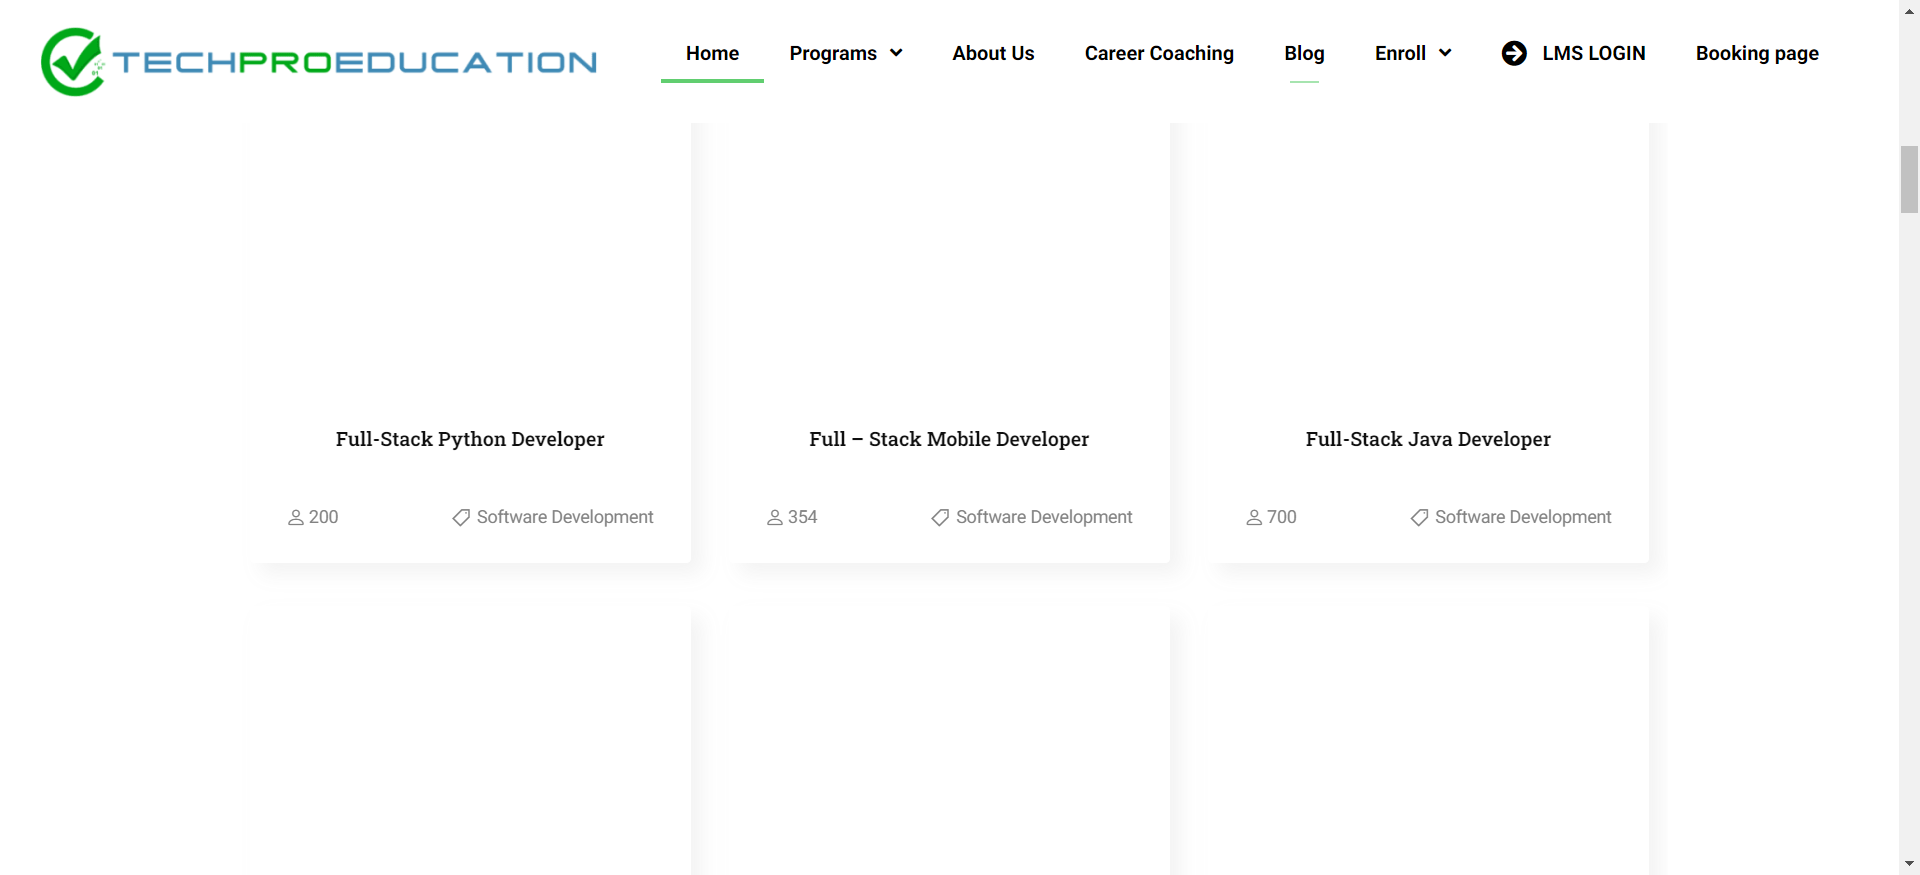 TECHPROEDUCATION
Home Programs About Us Career Coaching Blog Enroll LMS LOGIN Booking page
Full-Stack Python Developer
200 Software Development
Full – Stack Mobile Developer
354 Software Development
Full-Stack Java Developer
700 Software Development